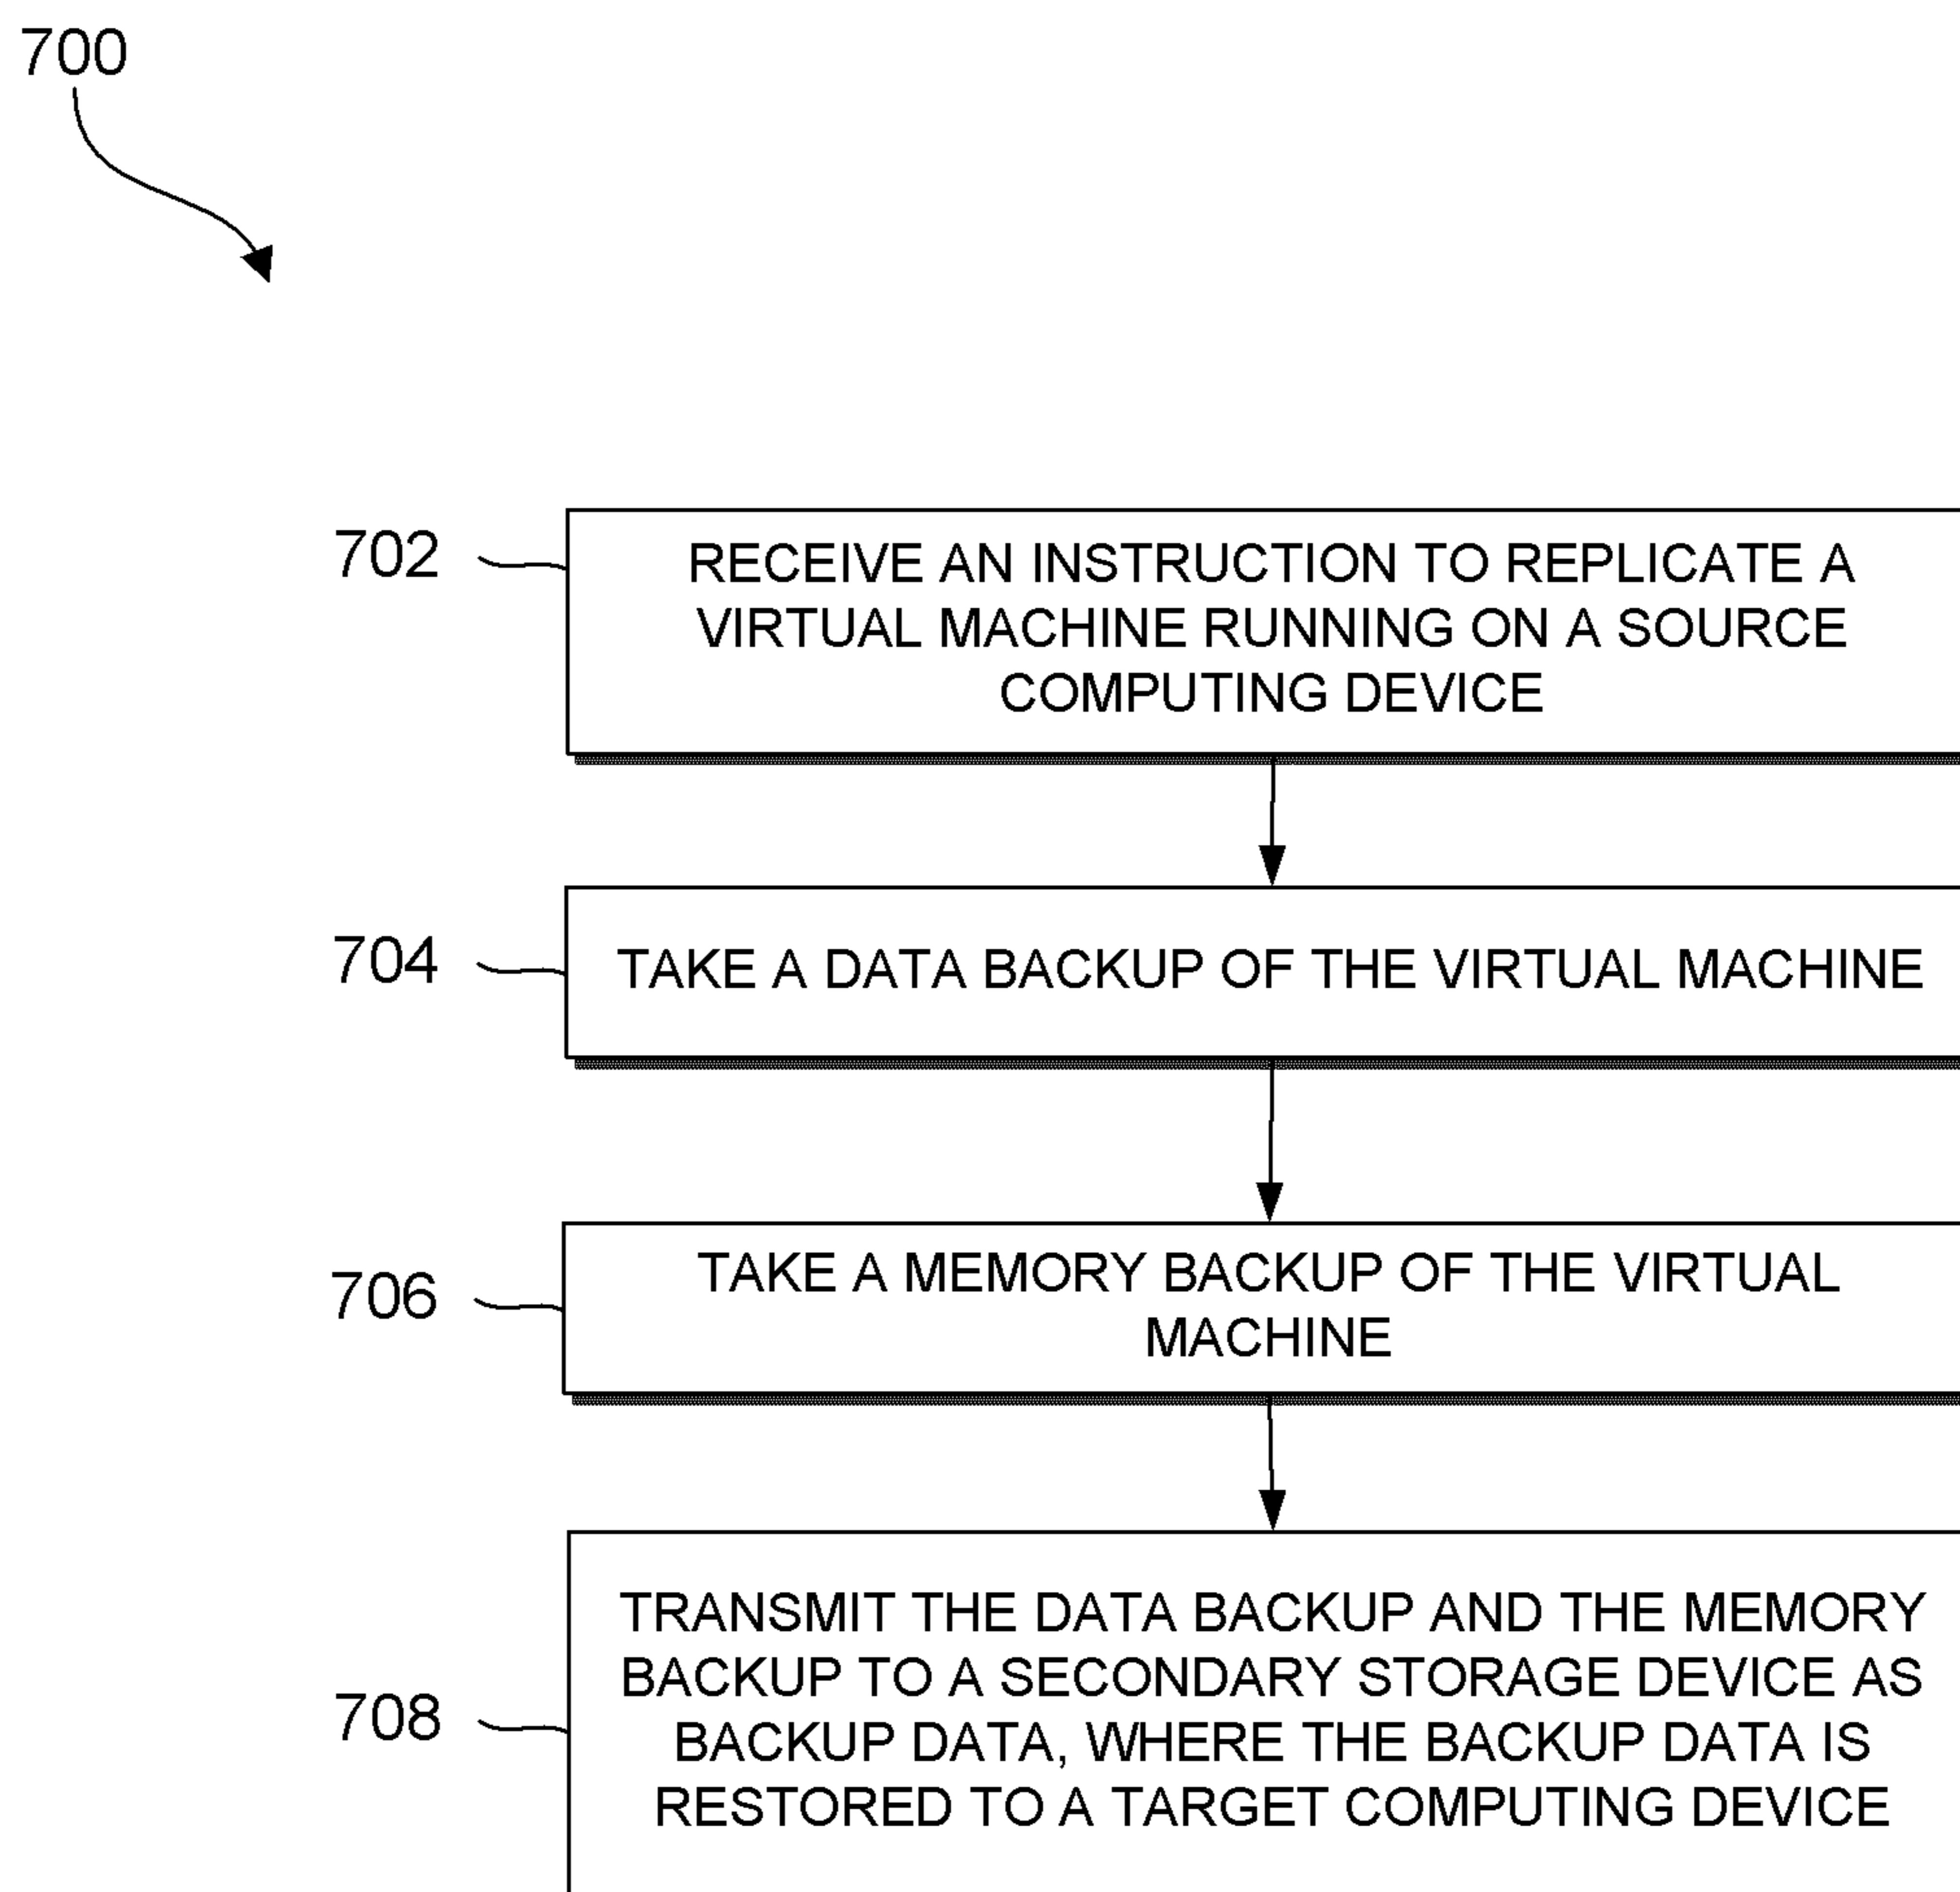 700
702
RECEIVE AN INSTRUCTION TO REPLICATE A
VIRTUAL MACHINE RUNNING ON A SOURCE
COMPUTING DEVICE
704
TAKE A DATA BACKUP OF THE VIRTUAL MACHINE
706
TAKE A MEMORY BACKUP OF THE VIRTUAL
MACHINE
708
TRANSMIT THE DATA BACKUP AND THE MEMORY
BACKUP TO A SECONDARY STORAGE DEVICE AS
BACKUP DATA, WHERE THE BACKUP DATA IS
RESTORED TO A TARGET COMPUTING DEVICE